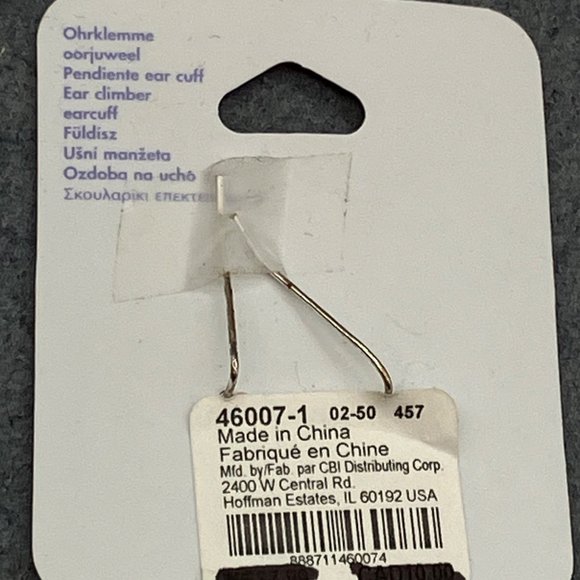 Ohrklemme
oorjuweel
Pendiente ear cuff
Ear climber
earcuff
Füldísz
Ušní manžeta
Ozdoba na uchó
Σκουλαρίκι
46007-1 02-50 457
Made in China
Fabriqué en Chine
Mfd. by/Fab. par CBI Distributing Corp.
2400 W Central Rd.
Hoffman Estates, IL 60192 USA
888711460074